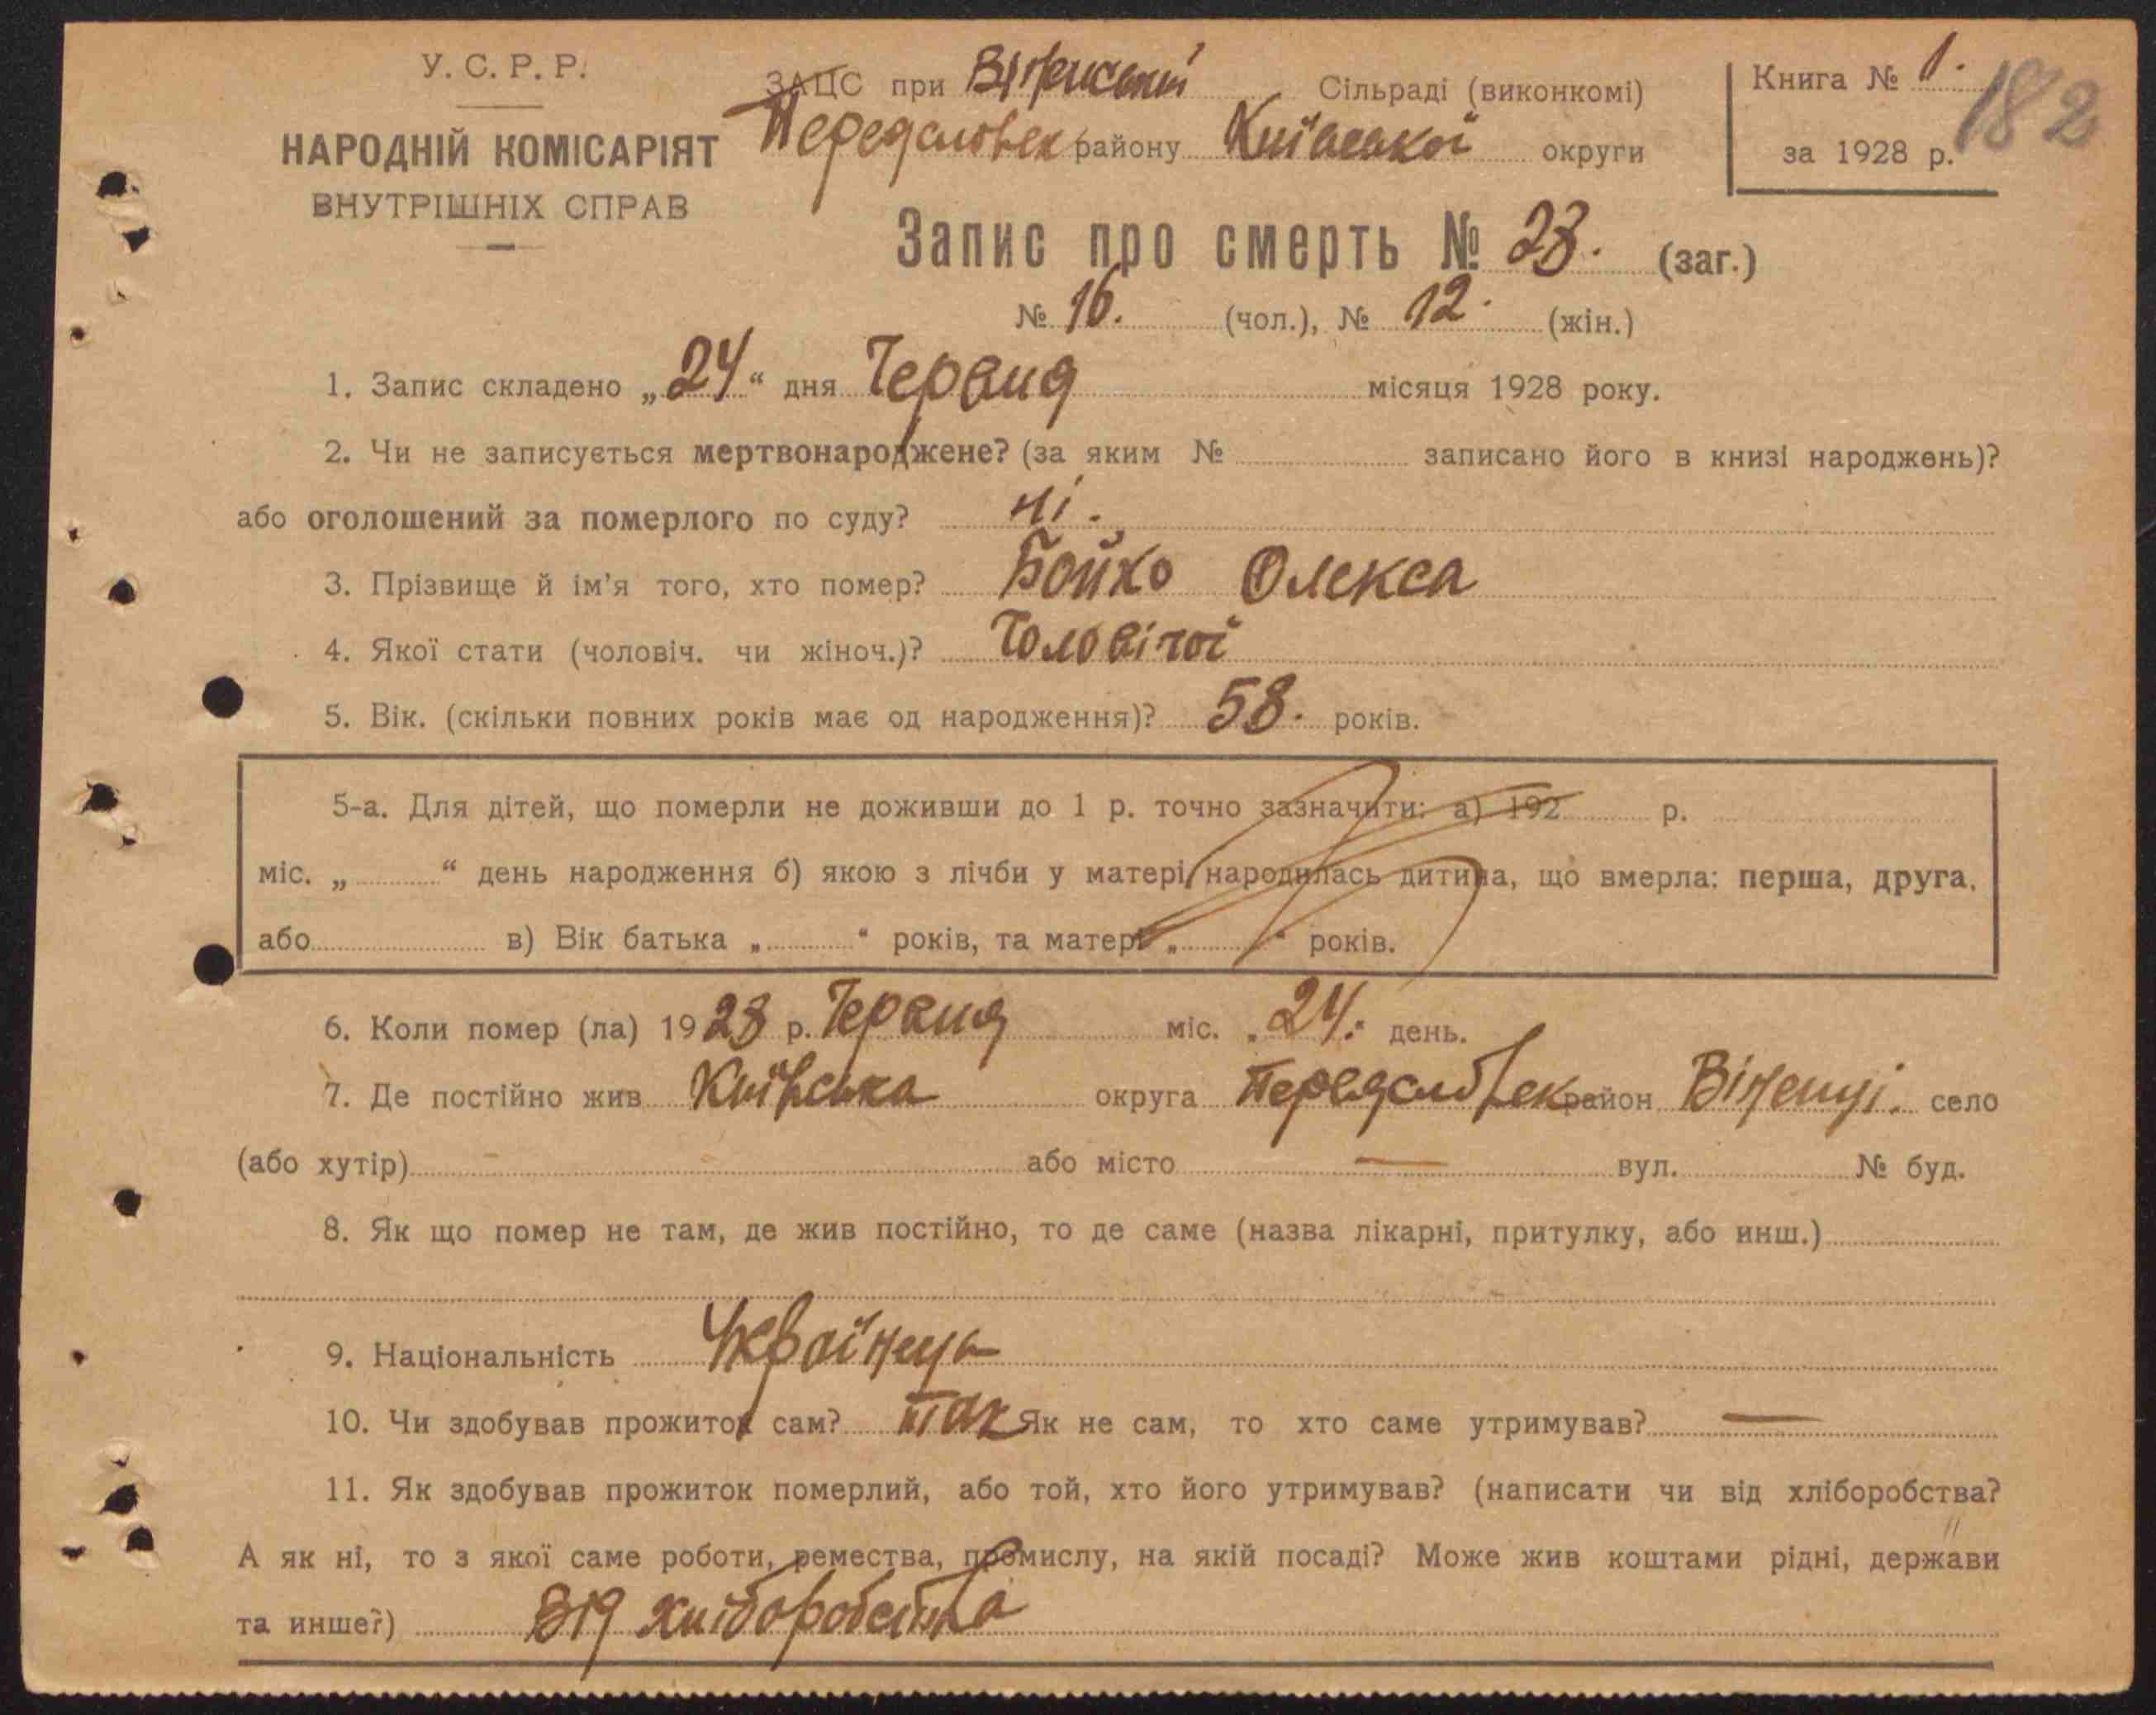 У. С. Р. Р.
НАРОДНІЙ КОМІСАРІЯТ
ВНУТРІШНІХ СПРАВ
ЗАЦС при Віненській Сільраді (виконкомі)
району Київської округи
Книга № 1.
за 1928 р.
182
Запис про смерть № 28. (заг.)
№ 16. (чол.), № 12. (жін.)
1. Запис складено „24“ дня Червня місяця 1928 року.
2. Чи не записується мертвонароджене? (за яким № записано його в книзі народжень)?
або оголошений за померлого по суду? ні.
3. Прізвище й ім'я того, хто помер? Бойко Олекса
4. Якої стати (чоловіч. чи жіноч.)? Чоловічої
5. Вік. (скільки повних років має од народження)? 58. років.
5-а. Для дітей, що померли не доживши до 1 р. точно зазначити: а) 192 р.
міс. „ “ день народження б) якою з лічби у матері народилась дитина, що вмерла: перша, друга,
або в) Вік батька „ “ років, та матері „ “ років.
6. Коли помер (ла) 1928 р. Червня міс. „24.“ день.
7. Де постійно жив Київська округа район Віненці. село
(або хутір) або місто — вул. № буд.
8. Як що помер не там, де жив постійно, то де саме (назва лікарні, притулку, або инш.)
9. Національність Україець
10. Чи здобував прожиток сам? так Як не сам, то хто саме утримував? —
11. Як здобував прожиток померлий, або той, хто його утримував? (написати чи від хліборобства?
А як ні, то з якої саме роботи, ремества, промислу, на якій посаді? Може жив коштами рідні, держави
та инше?) Від хліборобства